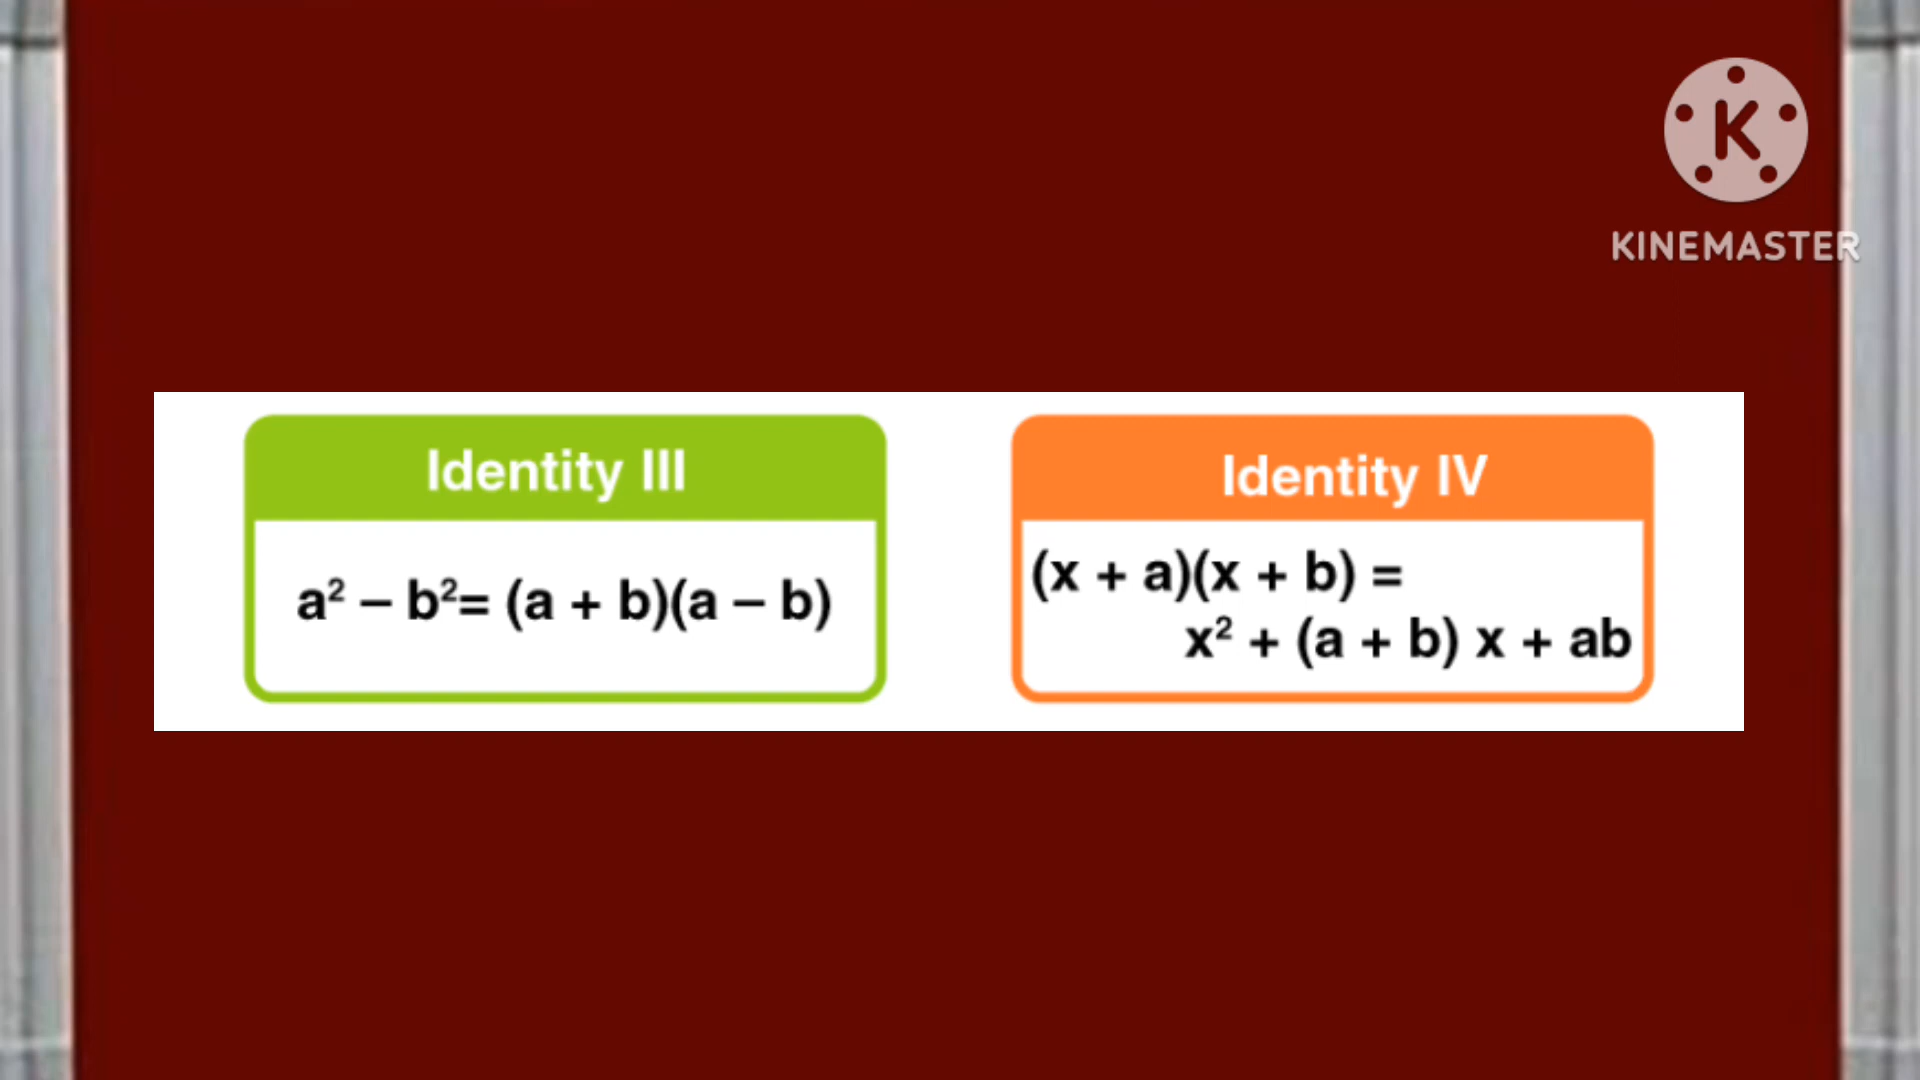 K
KINEMASTER
Identity III
a² – b²= (a + b)(a – b)
Identity IV
(x + a)(x + b) =
x² + (a + b) x + ab